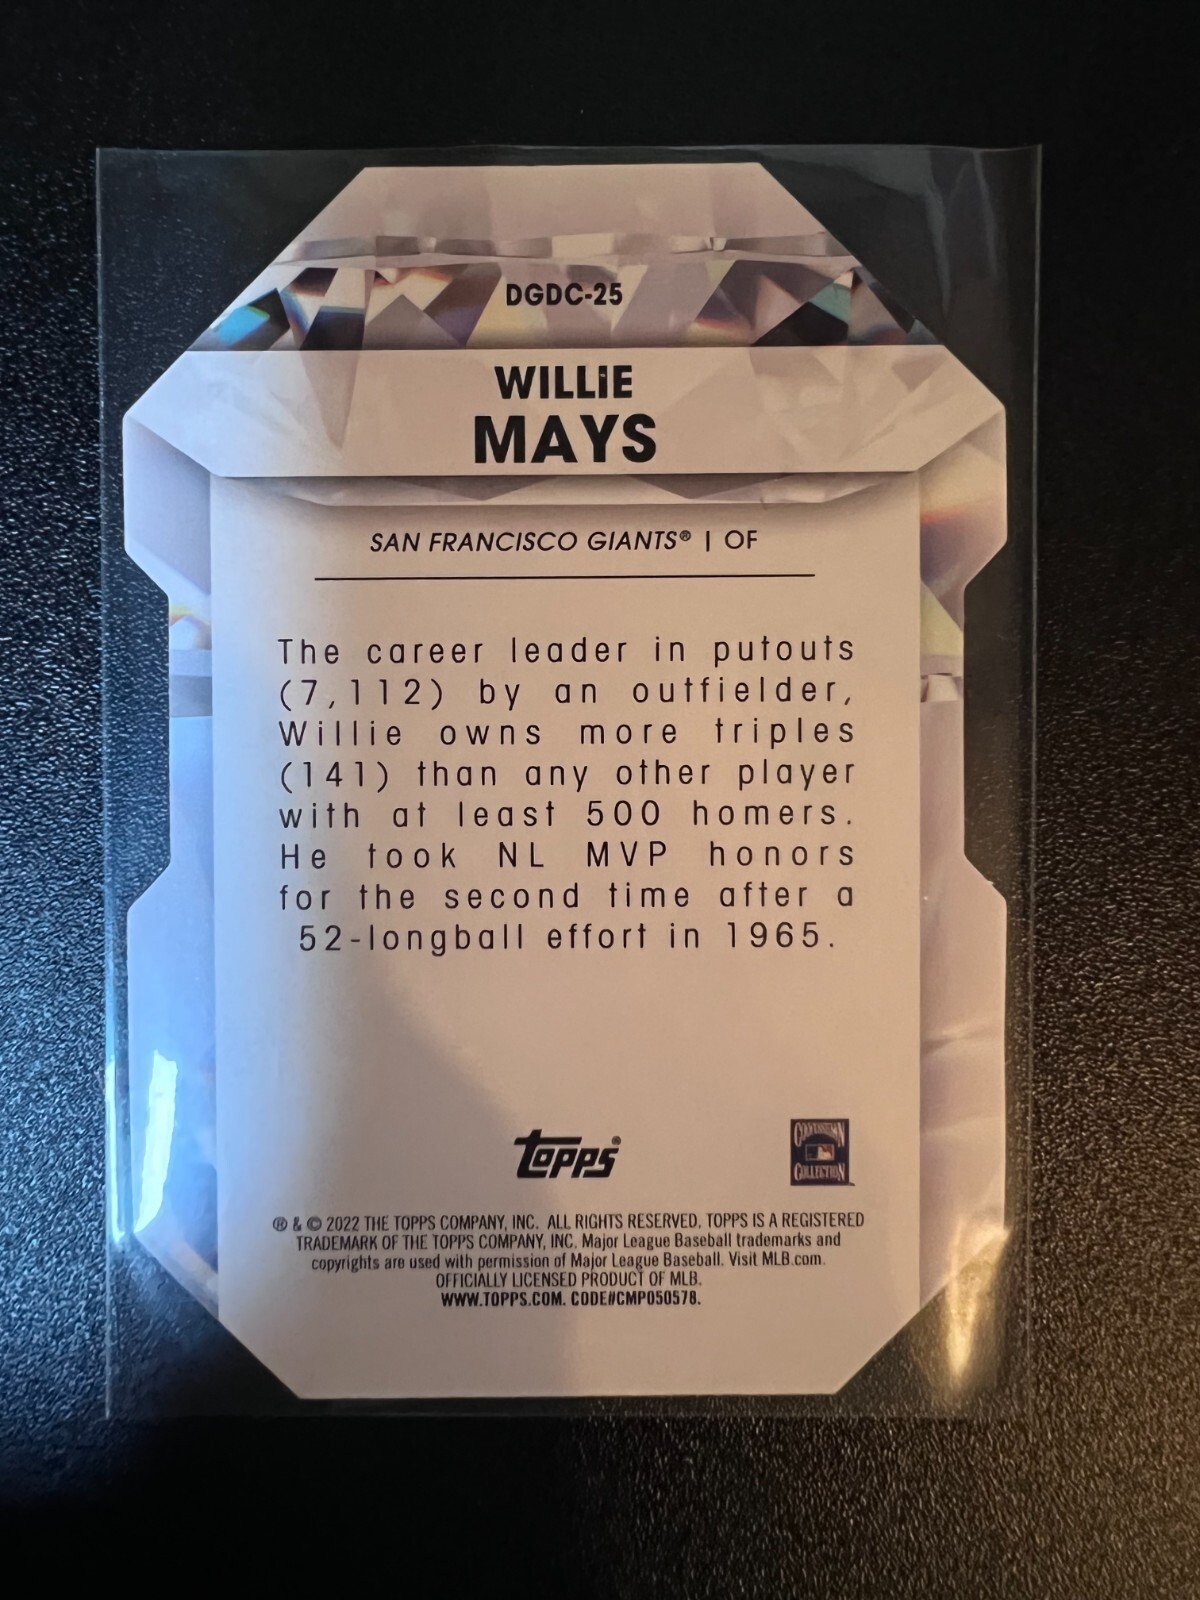 DGDC-25
WiLLiE
MAYS
SAN FRANCISCO GIANTS® | OF
The career leader in putouts
(7,112) by an outfielder,
Willie owns more triples
(141) than any other player
with at least 500 homers.
He took NL MVP honors
for the second time after a
52-longball effort in 1965.
topps®
COOPERSTOWN
COLLECTION
® & © 2022 THE TOPPS COMPANY, INC. ALL RIGHTS RESERVED. TOPPS IS A REGISTERED
TRADEMARK OF THE TOPPS COMPANY, INC. Major League Baseball trademarks and
copyrights are used with permission of Major League Baseball. Visit MLB.com.
OFFICIALLY LICENSED PRODUCT OF MLB.
WWW.TOPPS.COM. CODE#CMP050578.